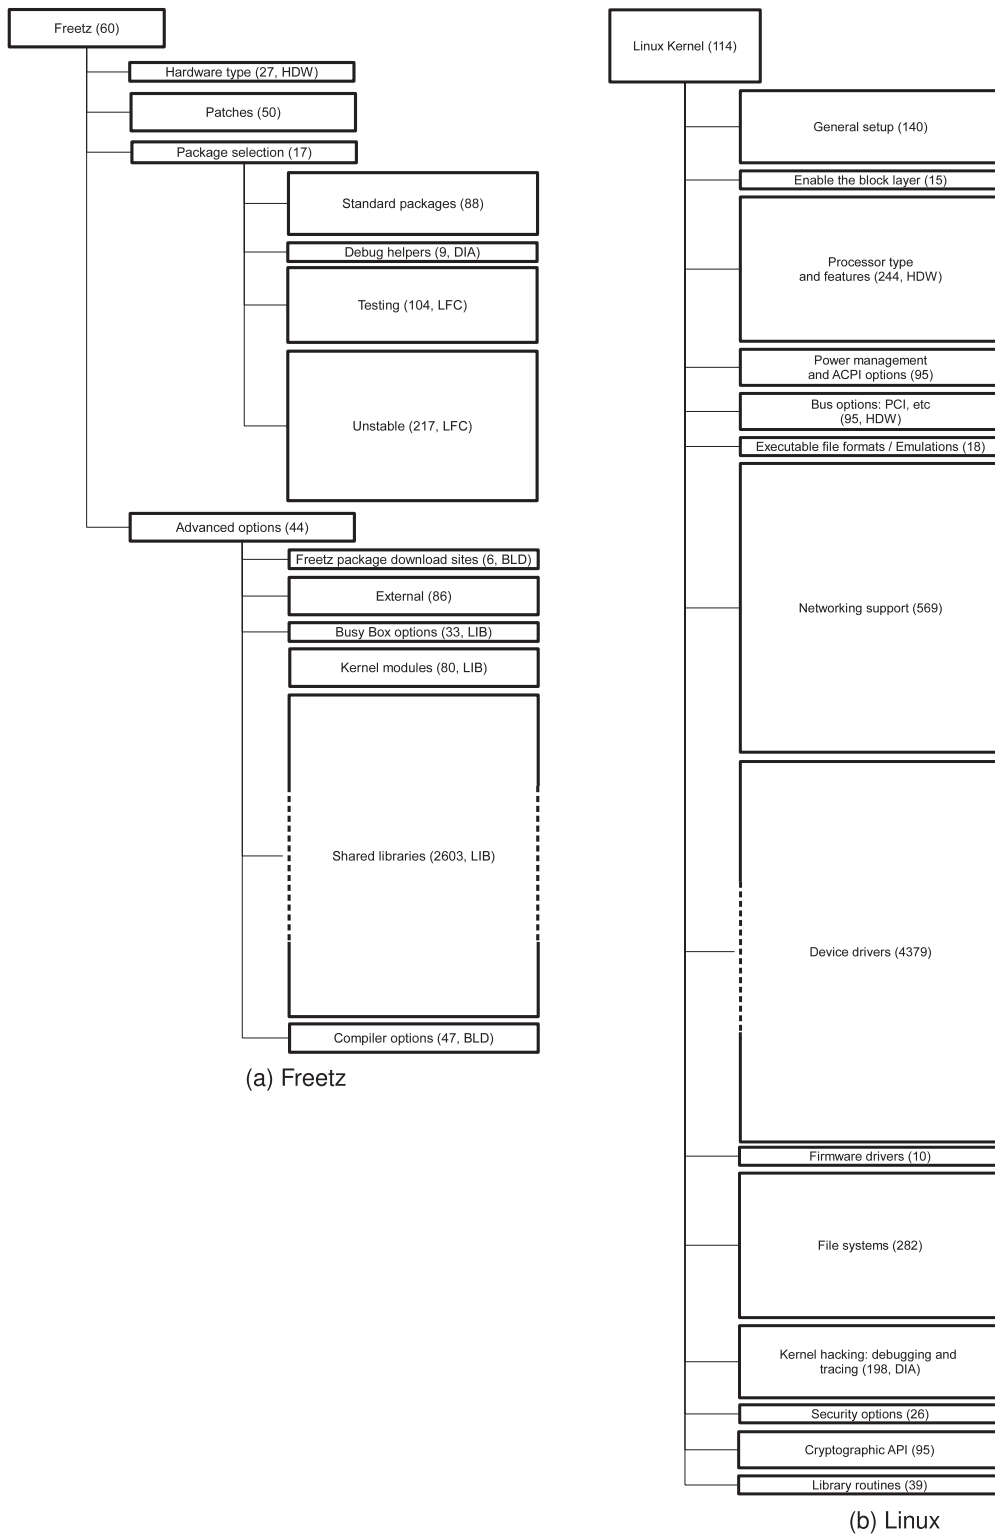 Freetz (60)
Hardware type (27, HDW)
Patches (50)
Package selection (17)
Standard packages (88)
Debug helpers (9, DIA)
Testing (104, LFC)
Unstable (217, LFC)
Advanced options (44)
Freetz package download sites (6, BLD)
External (86)
Busy Box options (33, LIB)
Kernel modules (80, LIB)
Shared libraries (2603, LIB)
Compiler options (47, BLD)
(a) Freetz
Linux Kernel (114)
General setup (140)
Enable the block layer (15)
Processor type
and features (244, HDW)
Power management
and ACPI options (95)
Bus options: PCI, etc
(95, HDW)
Executable file formats / Emulations (18)
Networking support (569)
Device drivers (4379)
Firmware drivers (10)
File systems (282)
Kernel hacking: debugging and
tracing (198, DIA)
Security options (26)
Cryptographic API (95)
Library routines (39)
(b) Linux